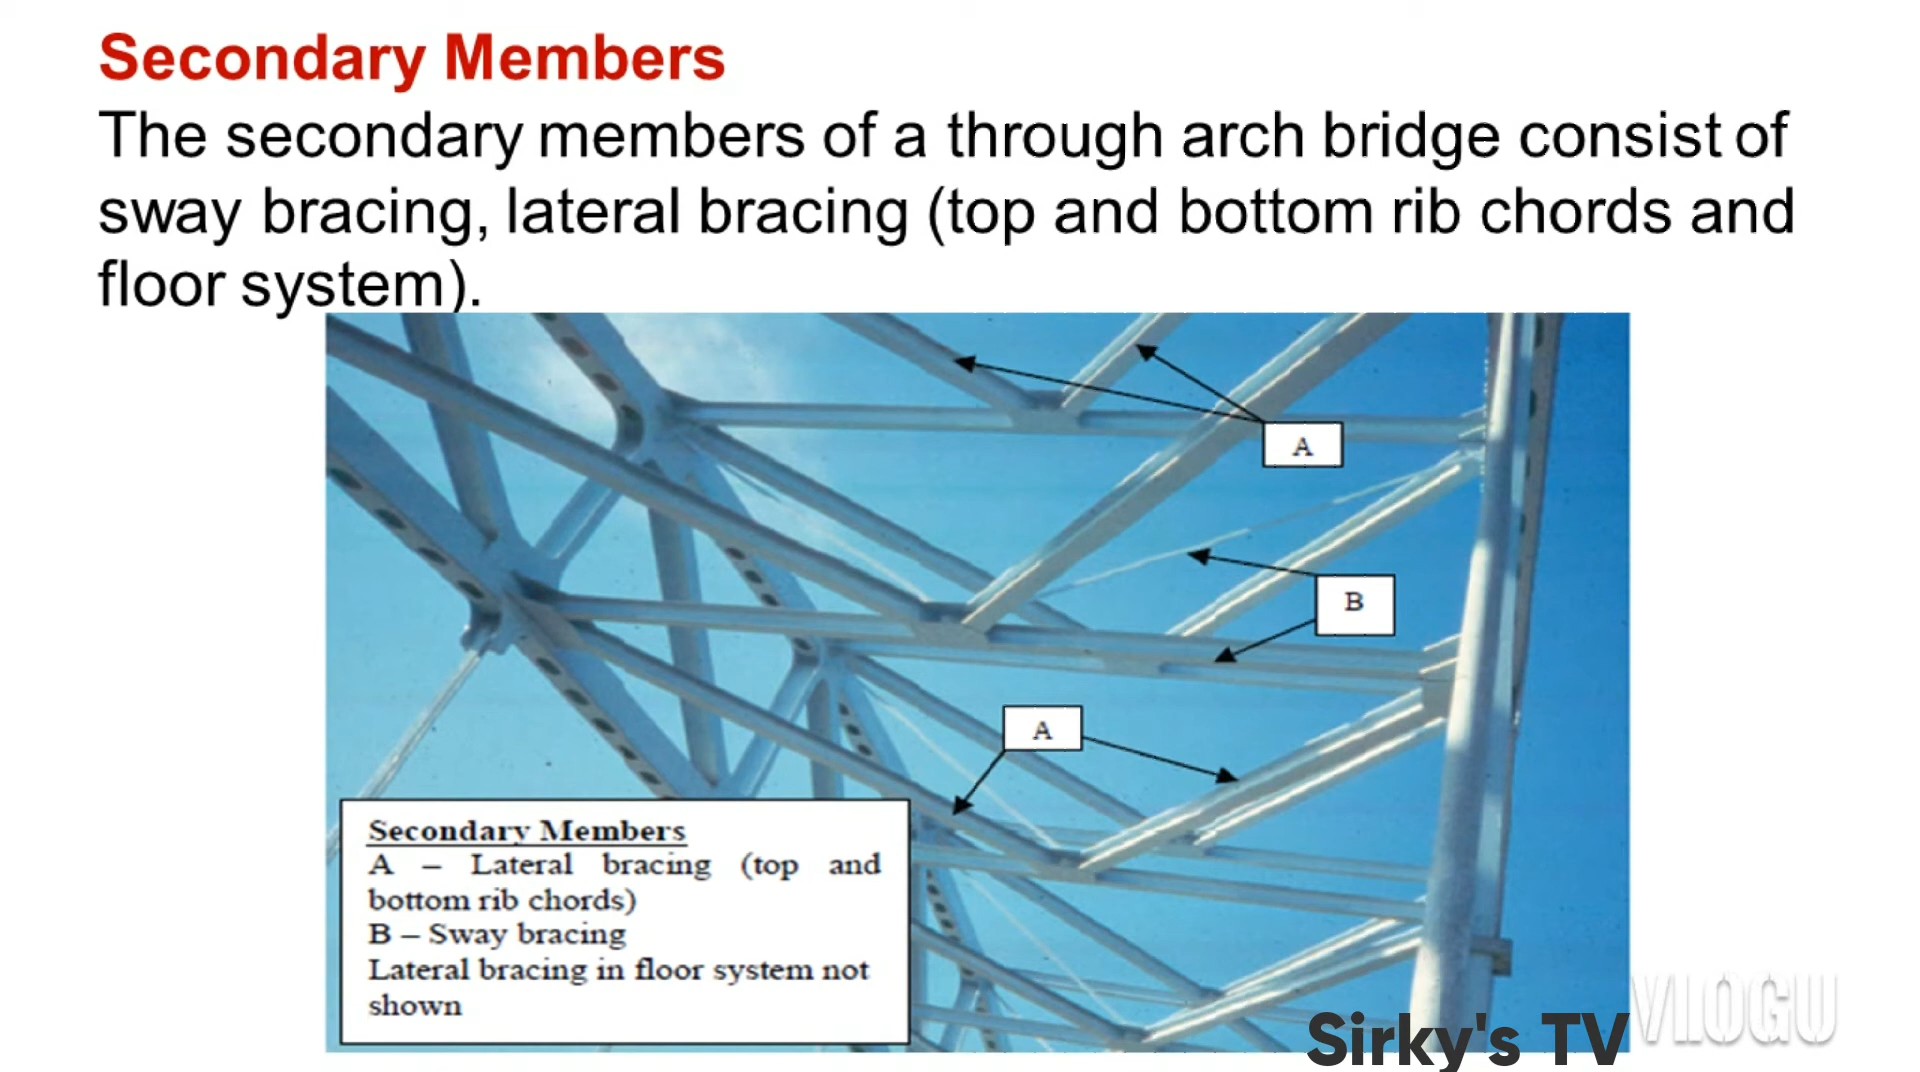 Secondary Members
The secondary members of a through arch bridge consist of
sway bracing, lateral bracing (top and bottom rib chords and
floor system).
A
B
A
Secondary Members
A – Lateral bracing (top and
bottom rib chords)
B – Sway bracing
Lateral bracing in floor system not
shown
Sirky's TV
VLOGU